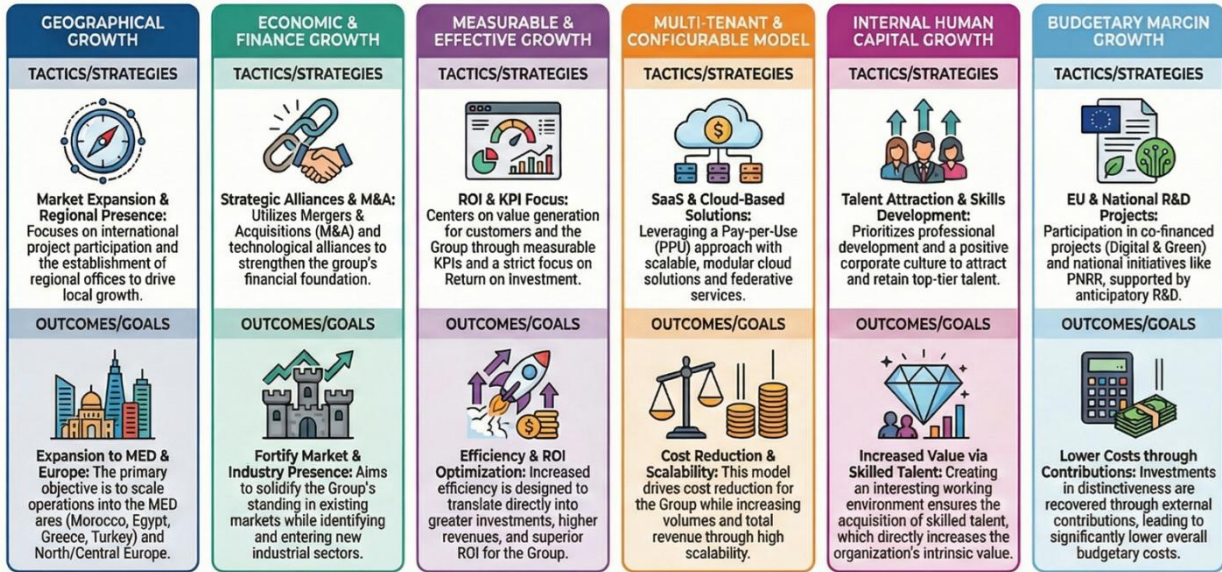 GEOGRAPHICAL
GROWTH
TACTICS/STRATEGIES
Market Expansion &
Regional Presence:
Focuses on international
project participation and
the establishment of
regional offices to drive
local growth.
OUTCOMES/GOALS
Expansion to MED &
Europe: The primary
objective is to scale
operations into the MED
ares (Morocco, Egypt,
Greece, Turkey) and
North/Central Europe.
ECONOMIC &
FINANCE GROWTH
TACTICS/STRATEGIES
Strategic Alliances & M&A:
Utilizes Mergers &
Acquisitions (M&A) and
technological alliances to
strengthen the group's
financial foundation.
OUTCOMES/GOALS
Fortify Market &
Industry Presence: Aims
to solidify the Group's
standing in existing
markets while identifying
and entering new
industrial sectors.
MEASURABLE &
EFFECTIVE GROWTH
TACTICS/STRATEGIES
ROI & KPI Focus:
Centers on value generation
for customers and the
Group through measurable
KPIs and a strict focus on
Return on Investment.
OUTCOMES/GOALS
$
Efficiency & ROI
Optimization: Increased
efficiency is designed to
translate directly into
greater investments, higher
revenues, and superior
ROI for the Group.
MULTI-TENANT &
CONFIGURABLE MODEL
TACTICS/STRATEGIES
$
SaaS & Cloud-Based
Solutions:
Leveraging a Pay-per-Use
(PPU) approach with
scalable, modular cloud
solutions and federative
services.
OUTCOMES/GOALS
Cost Reduction &
Scalability: This model
drives cost reduction for
the Group while increasing
volumes and total
revenue through high
scalability.
INTERNAL HUMAN
CAPITAL GROWTH
TACTICS/STRATEGIES
Talent Attraction & Skills
Development:
Prioritizes professional
development and a positive
corporate culture to attract
and retain top-tier talent.
OUTCOMES/GOALS
Increased Value via
Skilled Talent: Creating
an interesting working
environment ensures the
acquisition of skilled talent,
which directly increases the
organization's intrinsic value.
BUDGETARY MARGIN
GROWTH
TACTICS/STRATEGIES
EU & National R&D
Projects:
Participation in co-financed
projects (Digital & Green)
and national initiatives like
PNRR, supported by
anticipatory R&D.
OUTCOMES/GOALS
Lower Costs through
Contributions: Investments
in distinctiveness are
recovered through external
contributions, leading to
significantly lower overall
budgetary costs.